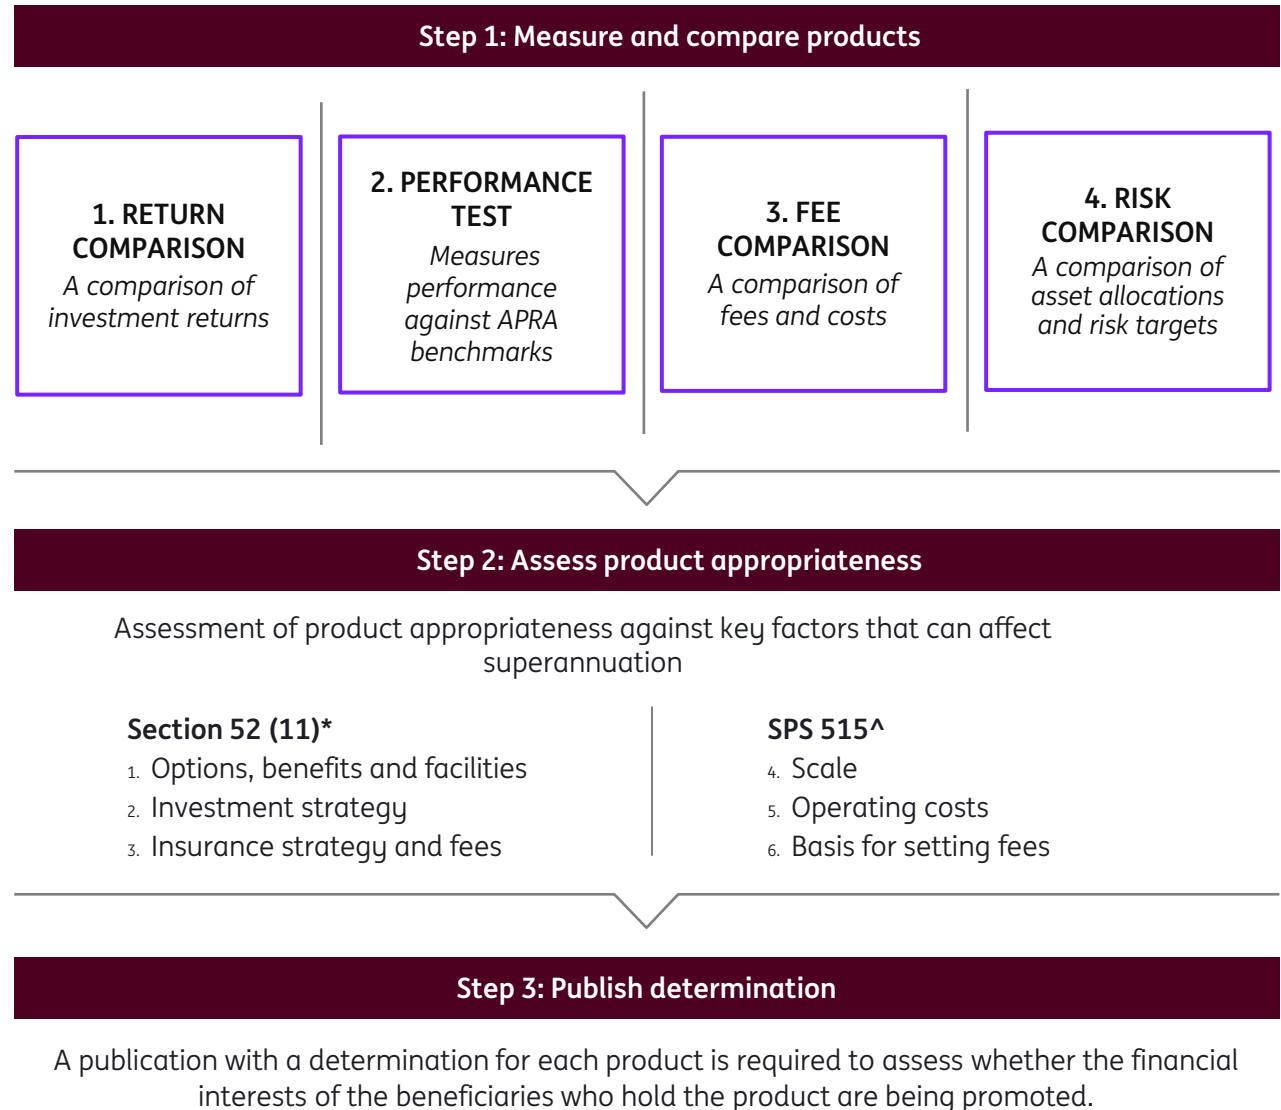 Step 1: Measure and compare products
1. RETURN
COMPARISON
A comparison of
investment returns
2. PERFORMANCE
TEST
Measures
performance
against APRA
benchmarks
3. FEE
COMPARISON
A comparison of
fees and costs
4. RISK
COMPARISON
A comparison of
asset allocations
and risk targets
Step 2: Assess product appropriateness
Assessment of product appropriateness against key factors that can affect
superannuation
Section 52 (11)*
1. Options, benefits and facilities
2. Investment strategy
3. Insurance strategy and fees
SPS 515^
4. Scale
5. Operating costs
6. Basis for setting fees
Step 3: Publish determination
A publication with a determination for each product is required to assess whether the financial
interests of the beneficiaries who hold the product are being promoted.